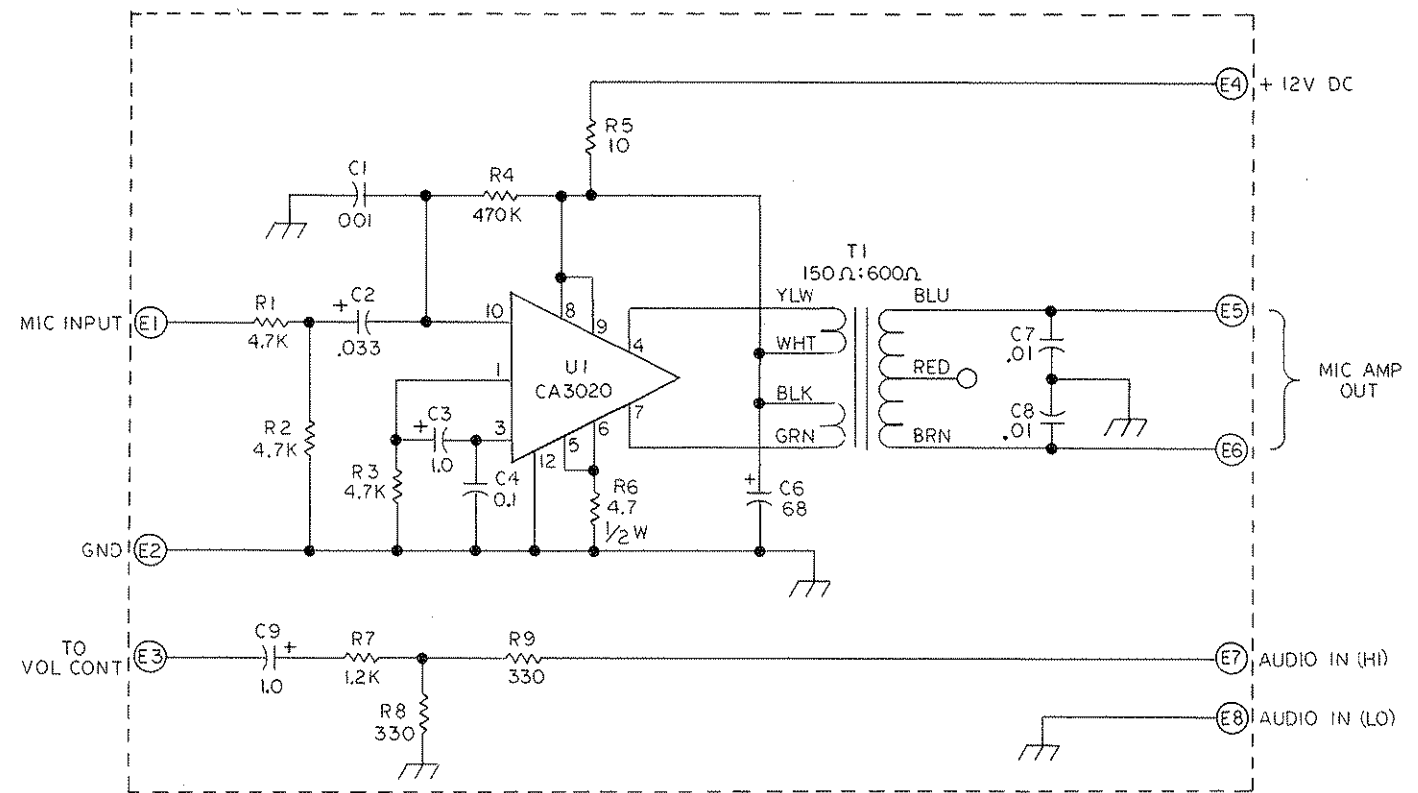 E4 + 12V DC
R5
10
C1
001
R4
470K
T1
150Ω:600Ω
MIC INPUT E1
R1
4.7K
+ C2
.033
10
8
9
4
YLW
BLU
E5
WHT
C7
.01
1
U1
CA3020
RED
MIC AMP
OUT
R2
4.7K
+ C3
1.0
3
7
BLK
C8
.01
GRN
BRN
E6
R3
4.7K
C4
0.1
12
5
6
R6
4.7
1/2 W
+ C6
68
GND E2
TO
VOL CONT E3
C9 +
1.0
R7
1.2K
R9
330
E7 AUDIO IN (HI)
R8
330
E8 AUDIO IN (LO)